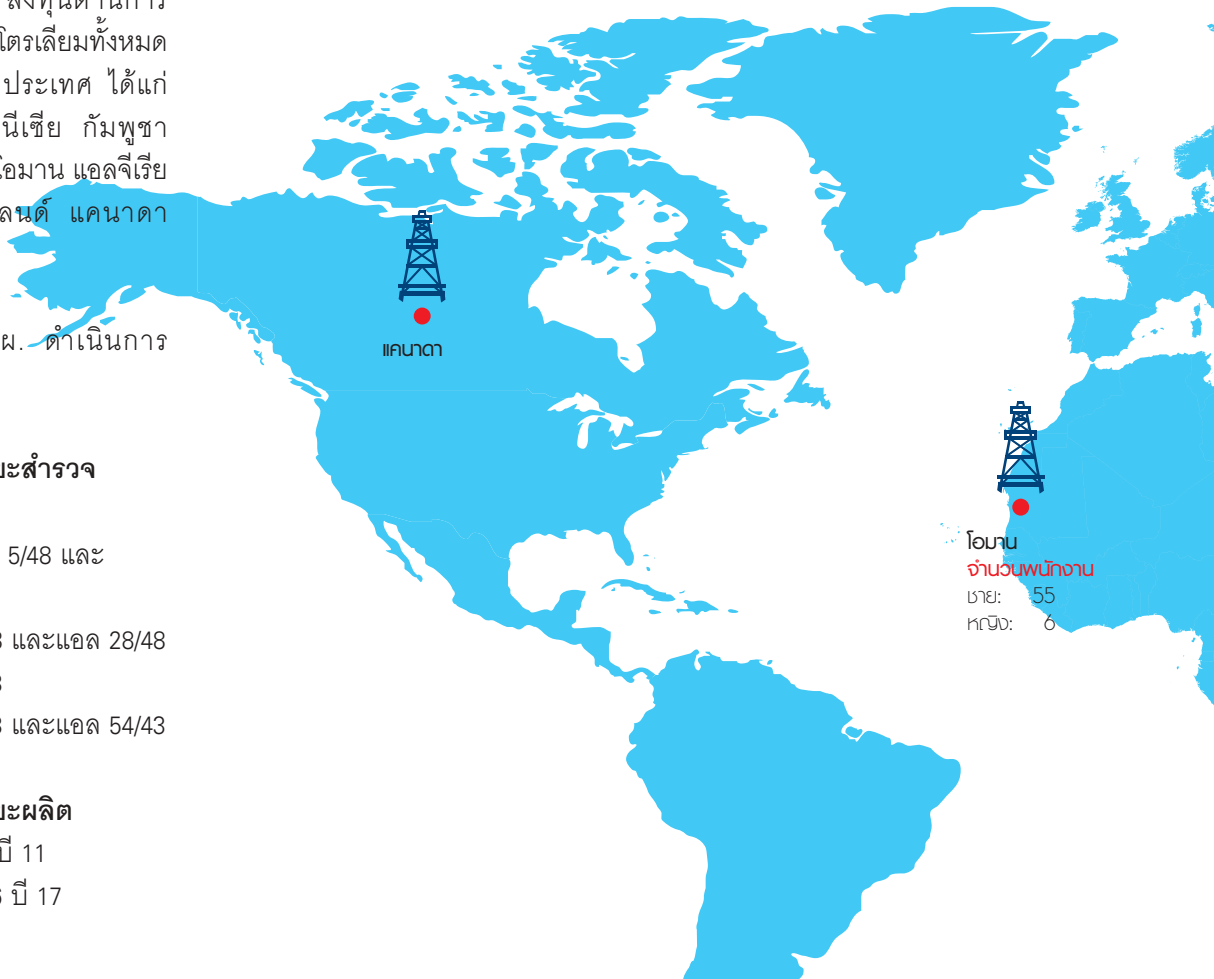 ลงทุนด้านการ
โตรเลียมทั้งหมด
ประเทศ ได้แก่
นีเซีย กัมพูชา
โอมาน แอลจีเรีย
ลนด์ แคนาดา
ผ. ดำเนินการ
ยะสำรวจ
5/48 และ
และแอล 28/48
และแอล 54/43
ยะผลิต
บี 11
บี 17
แคนาดา
โอมาน
จำนวนพนักงาน
ชาย: 55
หญิง: 6